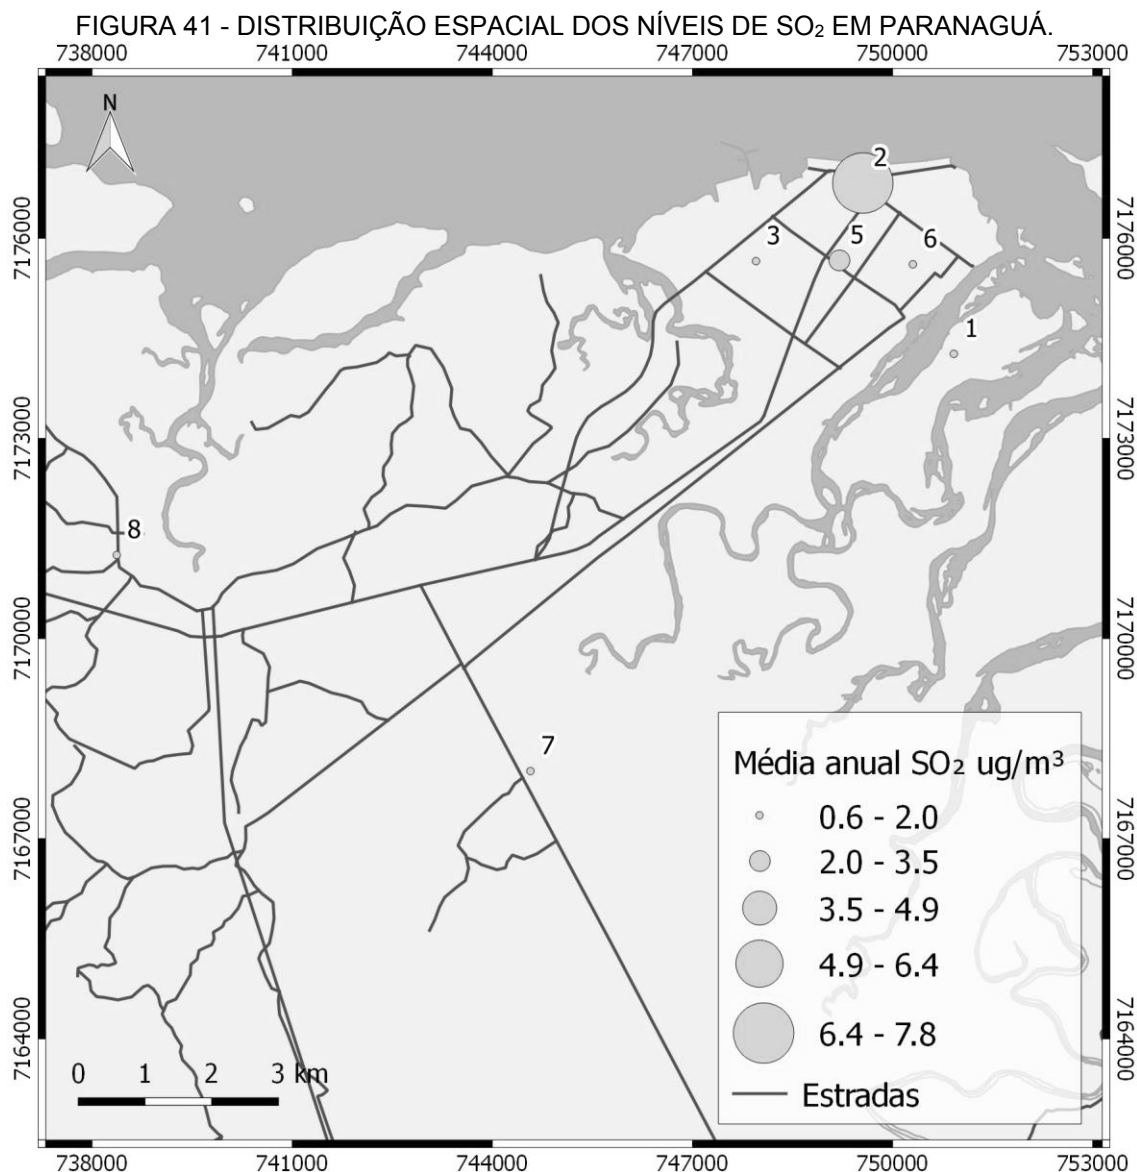 FIGURA 41 - DISTRIBUIÇÃO ESPACIAL DOS NÍVEIS DE SO₂ EM PARANAGUÁ.
738000 741000 744000 747000 750000 753000
N
2
7176000 3 5 6 7176000
1
7173000 7173000
8
7170000 7170000
7
Média anual SO₂ ug/m³
0.6 - 2.0
7167000 7167000
2.0 - 3.5
3.5 - 4.9
4.9 - 6.4
6.4 - 7.8
7164000 7164000
0 1 2 3 km
Estradas
738000 741000 744000 747000 750000 753000